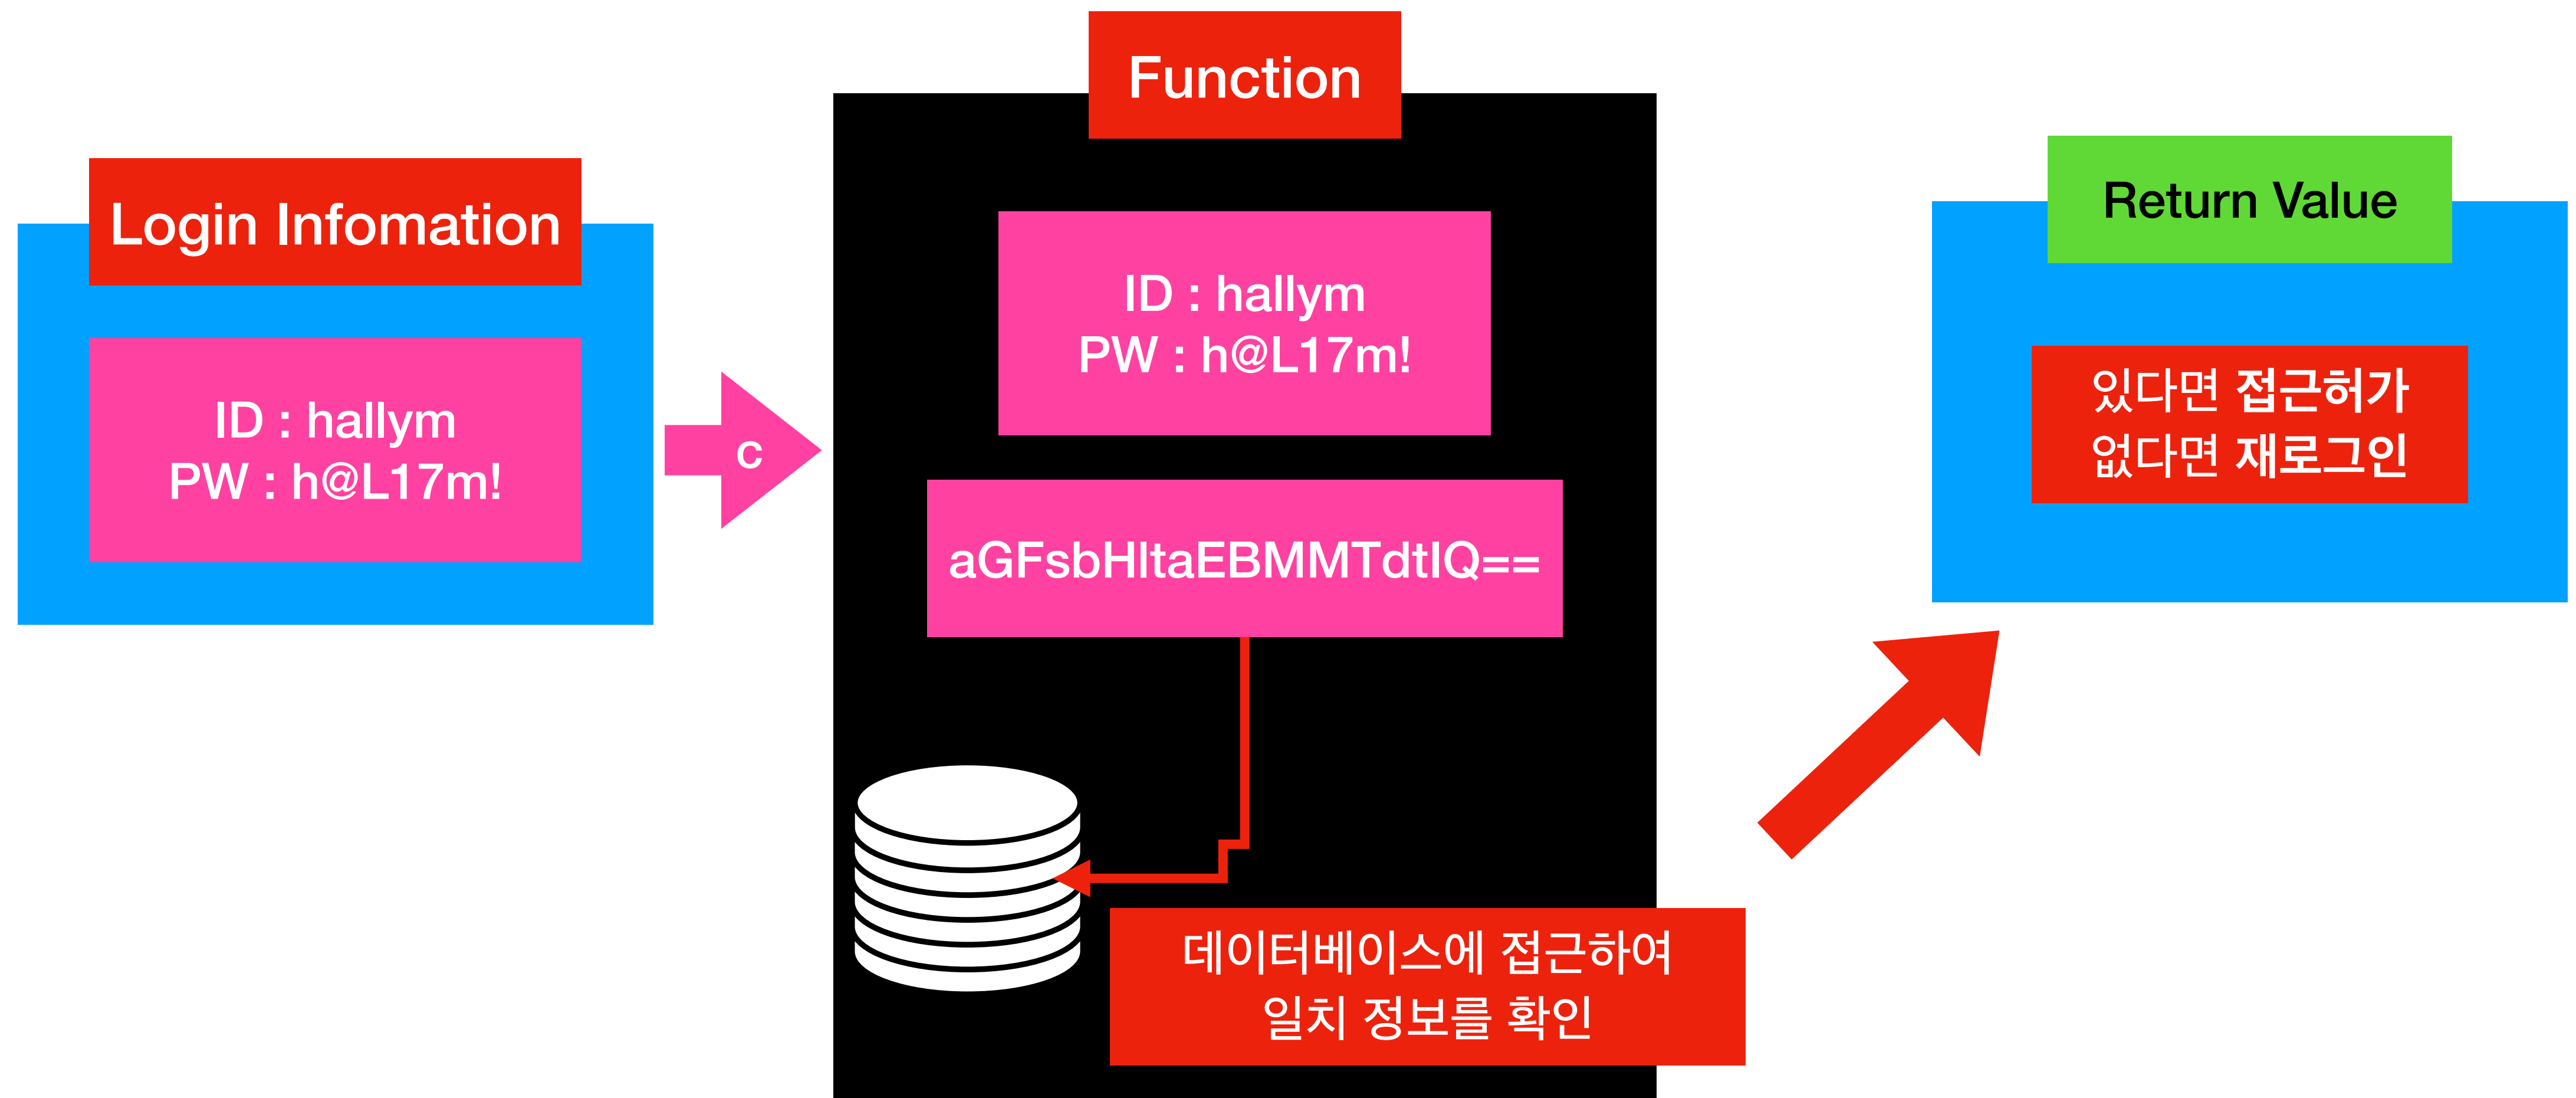 Function
Login Infomation
ID : hallym
PW : h@L17m!
C
ID : hallym
PW : h@L17m!
aGFsbHltaEBMMTdtIQ==
데이터베이스에 접근하여
일치 정보를 확인
Return Value
있다면 접근허가
없다면 재로그인